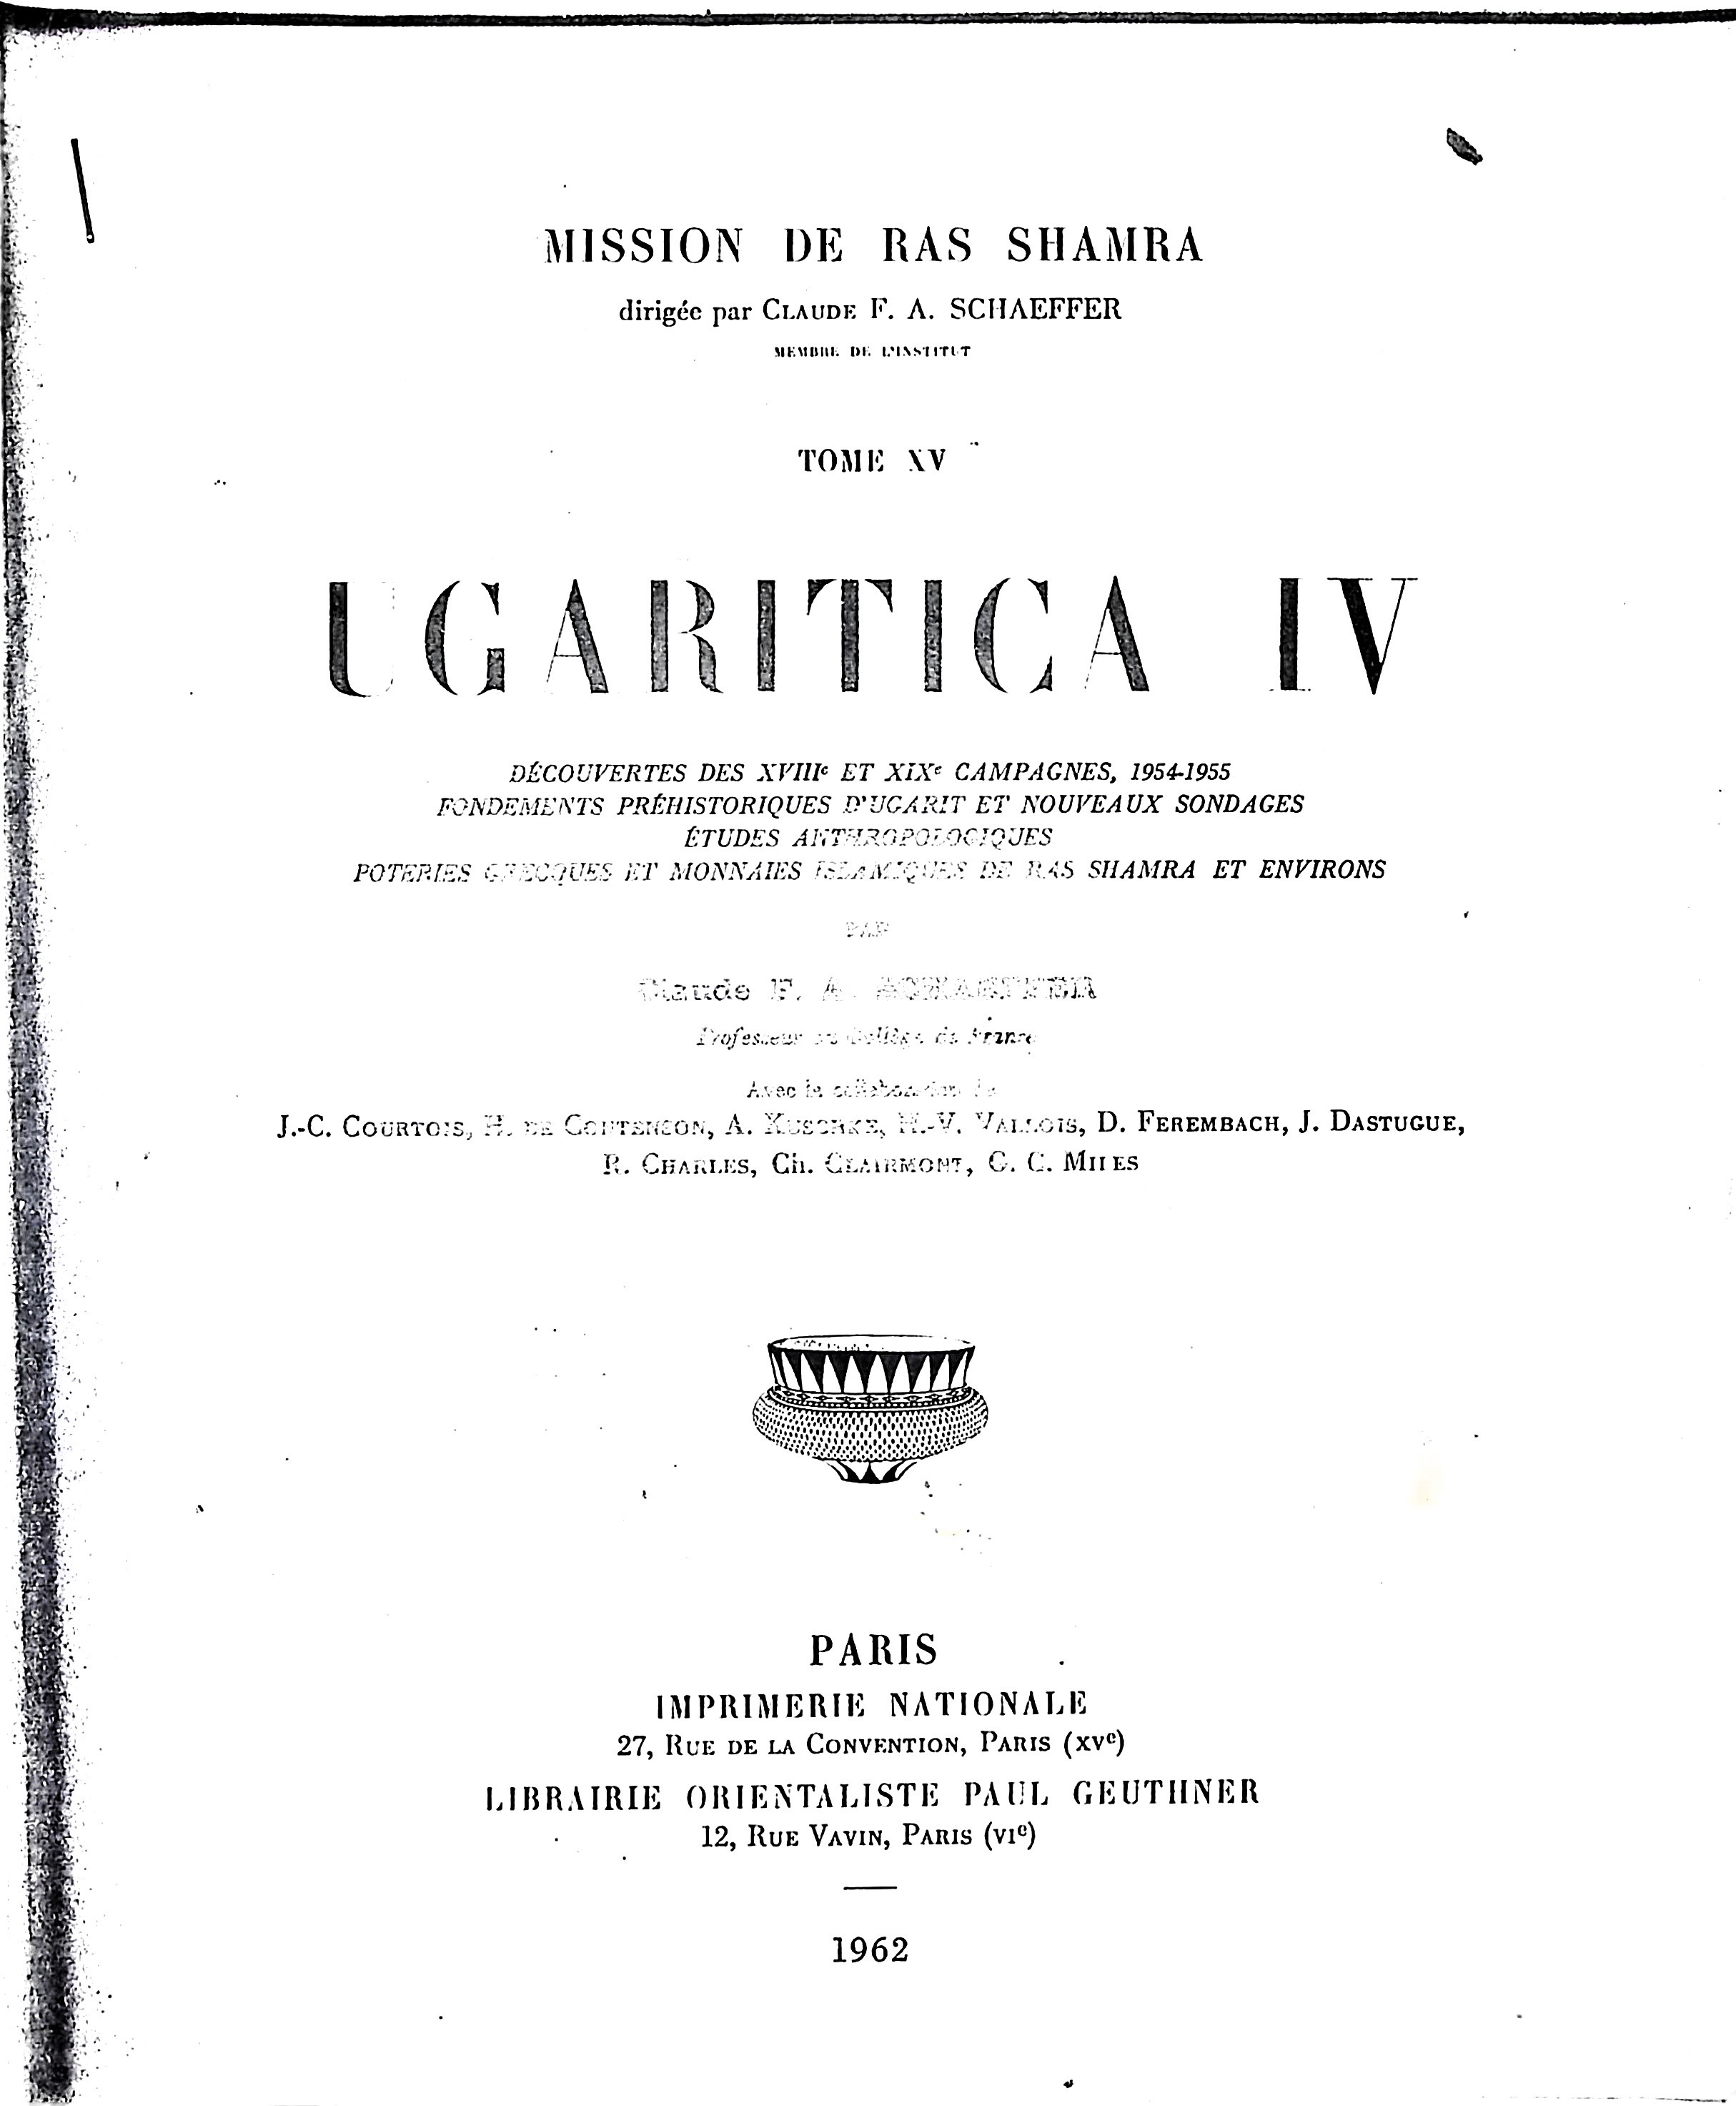 MISSION DE RAS SHAMRA
dirigée par CLAUDE F. A. SCHAEFFER
MEMBRE DE L'INSTITUT
TOME XV
UGARITICA IV
DÉCOUVERTES DES XVIIIe ET XIXe CAMPAGNES, 1954-1955
FONDEMENTS PRÉHISTORIQUES D'UGARIT ET NOUVEAUX SONDAGES
ÉTUDES ANTHROPOLOGIQUES
POTERIES GRECQUES ET MONNAIES ISLAMIQUES DE RAS SHAMRA ET ENVIRONS
PAR
Claude F. A. SCHAEFFER
Professeur au Collège de France
Avec la collaboration de
J.-C. COURTOIS, H. DE CONTENSON, A. KUSCHKE, H.-V. VALLOIS, D. FEREMBACH, J. DASTUGUE,
R. CHARLES, Ch. CLAIRMONT, G. C. MILES
PARIS
IMPRIMERIE NATIONALE
27, RUE DE LA CONVENTION, PARIS (XVe)
LIBRAIRIE ORIENTALISTE PAUL GEUTHNER
12, RUE VAVIN, PARIS (VIe)
1962